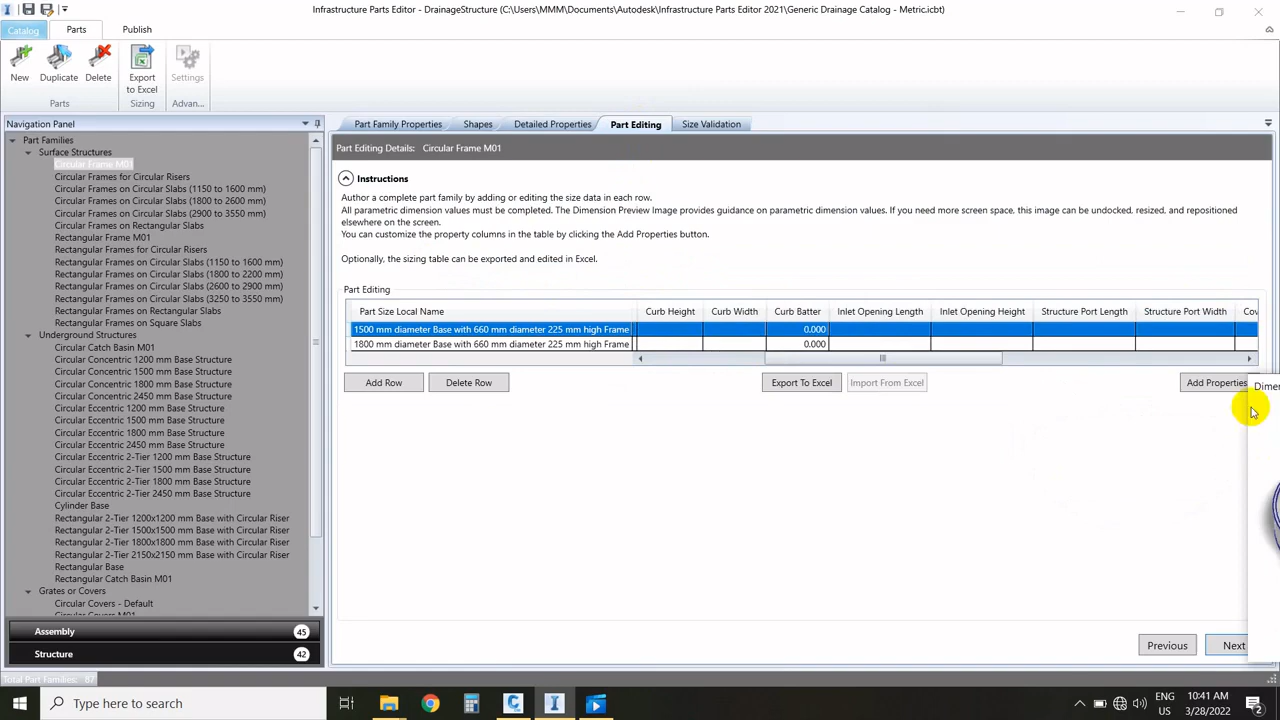 Infrastructure Parts Editor - DrainageStructure (C:\Users\MMM\Documents\Autodesk\Infrastructure Parts Editor 2021\Generic Drainage Catalog - Metric.icbt)
Catalog Parts Publish
New Duplicate Delete Export to Excel Settings
Parts Sizing Advan...
Navigation Panel
Part Families
Surface Structures
Circular Frame M01
Circular Frames for Circular Risers
Circular Frames on Circular Slabs (1150 to 1600 mm)
Circular Frames on Circular Slabs (1800 to 2600 mm)
Circular Frames on Circular Slabs (2900 to 3550 mm)
Circular Frames on Rectangular Slabs
Rectangular Frame M01
Rectangular Frames for Circular Risers
Rectangular Frames on Circular Slabs (1150 to 1600 mm)
Rectangular Frames on Circular Slabs (1800 to 2200 mm)
Rectangular Frames on Circular Slabs (2600 to 2900 mm)
Rectangular Frames on Circular Slabs (3250 to 3550 mm)
Rectangular Frames on Rectangular Slabs
Rectangular Frames on Square Slabs
Underground Structures
Circular Catch Basin M01
Circular Concentric 1200 mm Base Structure
Circular Concentric 1500 mm Base Structure
Circular Concentric 1800 mm Base Structure
Circular Concentric 2450 mm Base Structure
Circular Eccentric 1200 mm Base Structure
Circular Eccentric 1500 mm Base Structure
Circular Eccentric 1800 mm Base Structure
Circular Eccentric 2450 mm Base Structure
Circular Eccentric 2-Tier 1200 mm Base Structure
Circular Eccentric 2-Tier 1500 mm Base Structure
Circular Eccentric 2-Tier 1800 mm Base Structure
Circular Eccentric 2-Tier 2450 mm Base Structure
Cylinder Base
Rectangular 2-Tier 1200x1200 mm Base with Circular Riser
Rectangular 2-Tier 1500x1500 mm Base with Circular Riser
Rectangular 2-Tier 1800x1800 mm Base with Circular Riser
Rectangular 2-Tier 2150x2150 mm Base with Circular Riser
Rectangular Base
Rectangular Catch Basin M01
Grates or Covers
Circular Covers - Default
Circular Covers M01
Assembly 45
Structure 42
Total Part Families: 87
Part Family Properties Shapes Detailed Properties Part Editing Size Validation
Part Editing Details: Circular Frame M01
Instructions
Author a complete part family by adding or editing the size data in each row.
All parametric dimension values must be completed. The Dimension Preview Image provides guidance on parametric dimension values. If you need more screen space, this image can be undocked, resized, and repositioned
elsewhere on the screen.
You can customize the property columns in the table by clicking the Add Properties button.
Optionally, the sizing table can be exported and edited in Excel.
Part Editing
Part Size Local Name Curb Height Curb Width Curb Batter Inlet Opening Length Inlet Opening Height Structure Port Length Structure Port Width Cov
1500 mm diameter Base with 660 mm diameter 225 mm high Frame 0.000
1800 mm diameter Base with 660 mm diameter 225 mm high Frame 0.000
Add Row Delete Row Export To Excel Import From Excel Add Properties Dimen
Previous Next
Type here to search
ENG
US
10:41 AM
3/28/2022
2